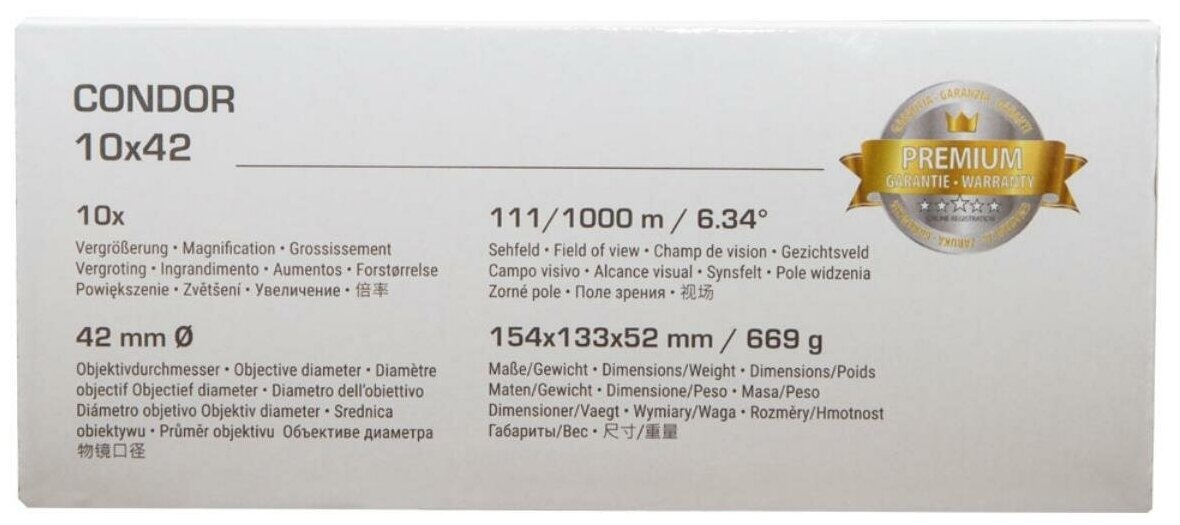 CONDOR
10x42
10x
Vergrößerung • Magnification • Grossissement
Vergroting • Ingrandimento • Aumentos • Forstørrelse
Powiększenie • Zvětšení • Увеличение • 倍率
42 mm Ø
Objektivdurchmesser • Objective diameter • Diamètre
objectif Objectief diameter • Diametro dell'obiettivo
Diámetro objetivo Objektiv diameter • Srednica
obiektywu • Průměr objektivu Объективе диаметра
物镜口径
111/1000 m / 6.34°
Sehfeld • Field of view • Champ de vision • Gezichtsveld
Campo visivo • Alcance visual • Synsfelt • Pole widzenia
Zorné pole • Поле зрения • 视场
154x133x52 mm / 669 g
Maße/Gewicht • Dimensions/Weight • Dimensions/Poids
Maten/Gewicht • Dimensione/Peso • Masa/Peso
Dimensioner/Vaegt • Wymiary/Waga • Rozměry/Hmotnost
Габариты/Вес • 尺寸/重量
GARANZIA
PREMIUM
GARANTIE • WARRANTY
ONLINE REGISTRATION